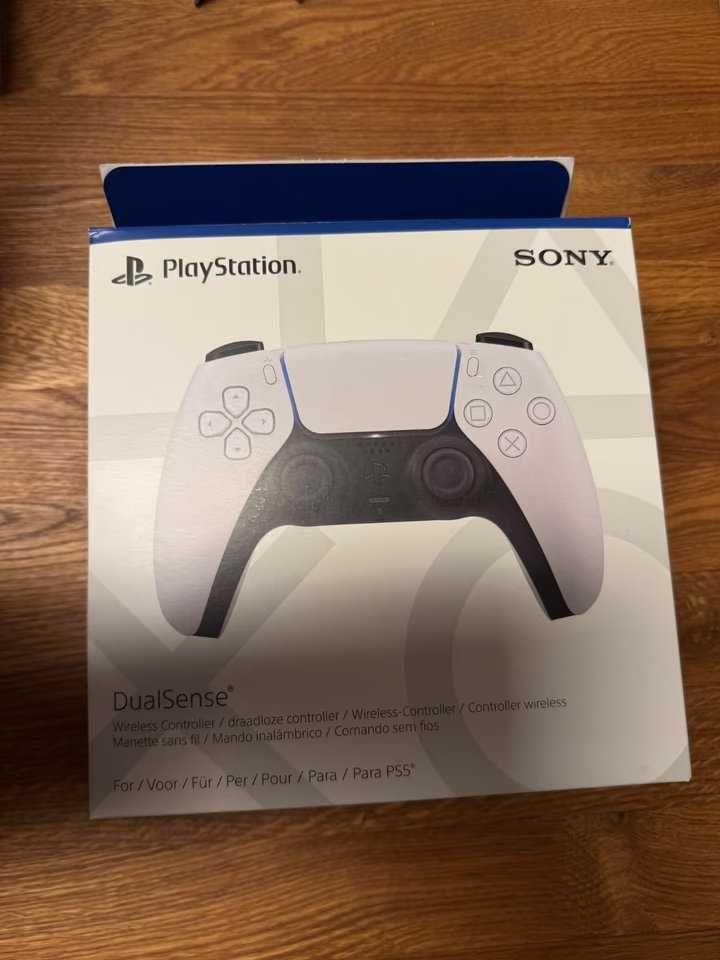 PlayStation®
SONY®
DualSense®
Wireless Controller / draadloze controller / Wireless-Controller / Controller wireless
Manette sans fil / Mando inalámbrico / Comando sem fios
For / Voor / Für / Per / Pour / Para / Para PS5®